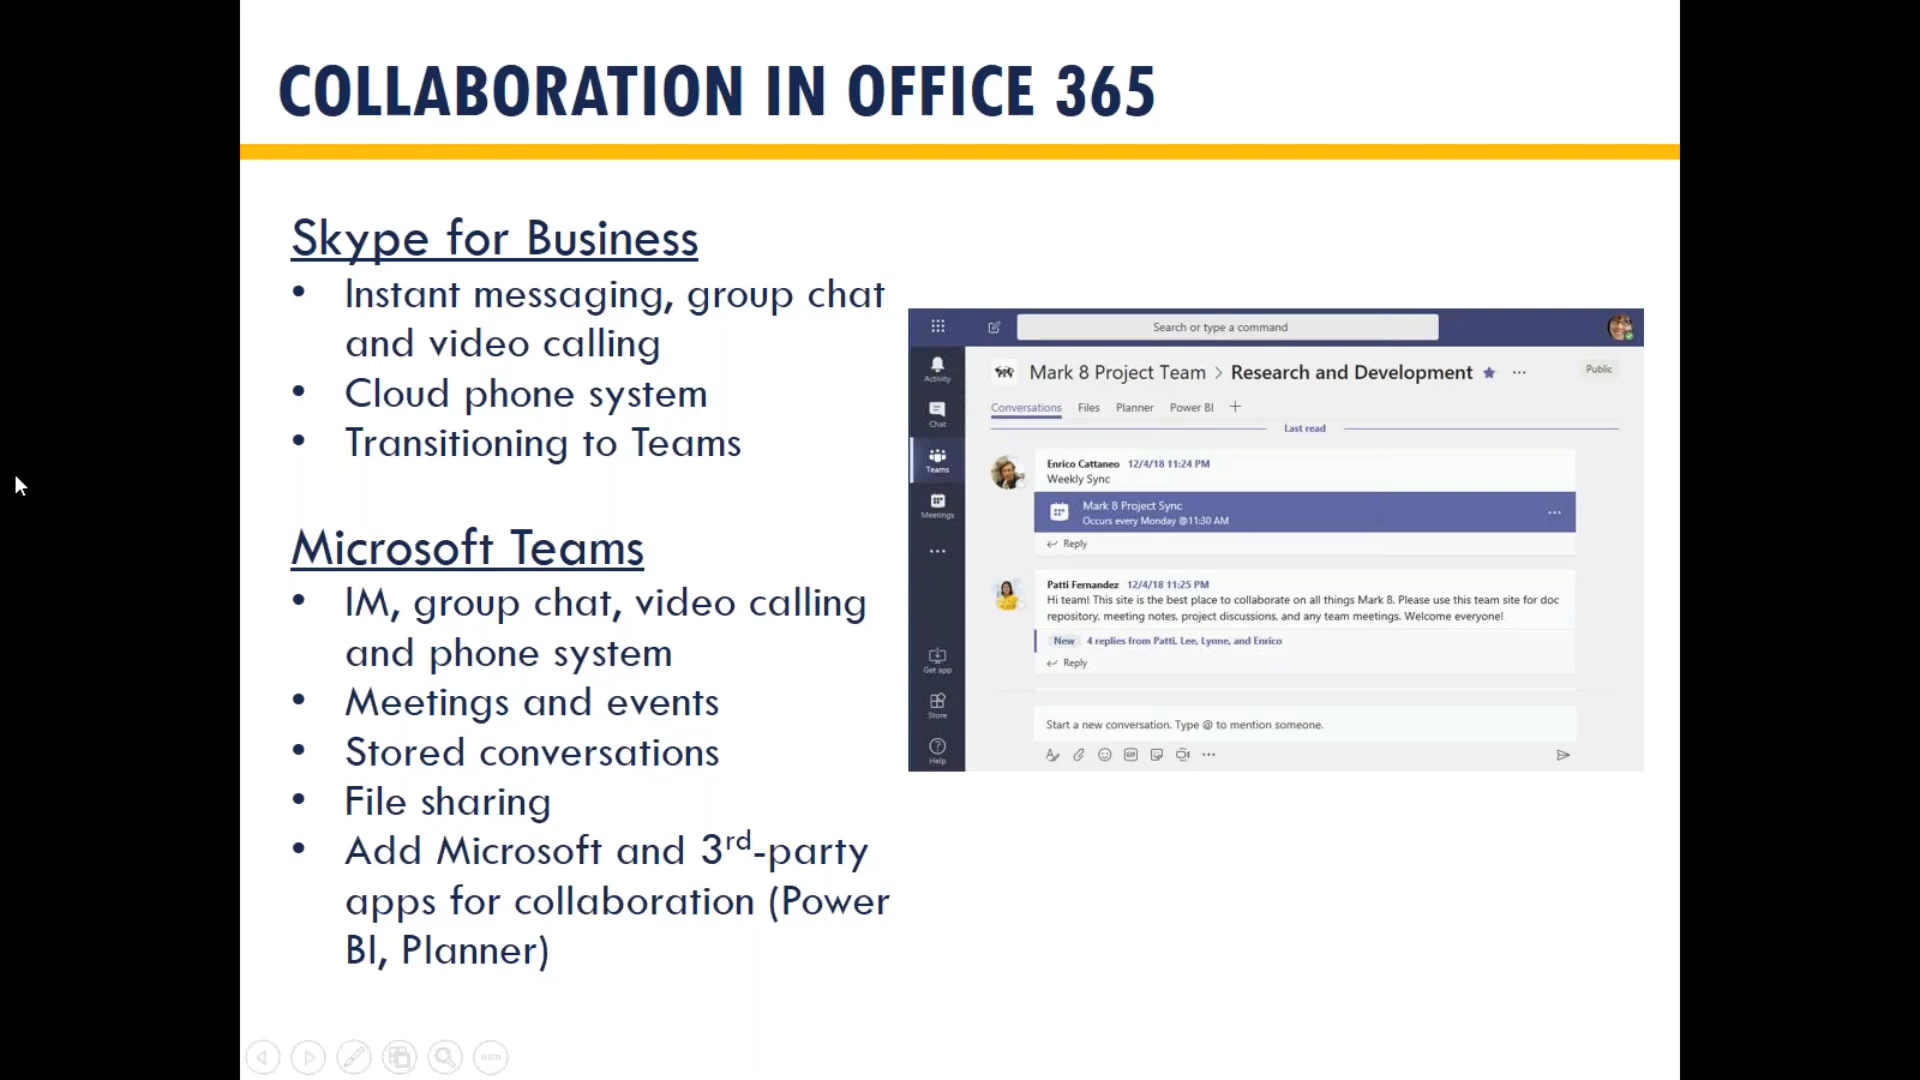 COLLABORATION IN OFFICE 365
Skype for Business
• Instant messaging, group chat
and video calling
• Cloud phone system
• Transitioning to Teams
Microsoft Teams
• IM, group chat, video calling
and phone system
• Meetings and events
• Stored conversations
• File sharing
• Add Microsoft and 3rd-party
apps for collaboration (Power
BI, Planner)
Search or type a command
Activity
Chat
Teams
Meetings
Get app
Store
Help
Mark 8 Project Team > Research and Development
Public
Conversations Files Planner Power BI +
Last read
Enrico Cattaneo 12/4/18 11:24 PM
Weekly Sync
Mark 8 Project Sync
Occurs every Monday @11:30 AM
Reply
Patti Fernandez 12/4/18 11:25 PM
Hi team! This site is the best place to collaborate on all things Mark 8. Please use this team site for doc
repository, meeting notes, project discussions, and any team meetings. Welcome everyone!
New 4 replies from Patti, Lee, Lynne, and Enrico
Reply
Start a new conversation. Type @ to mention someone.
GIF